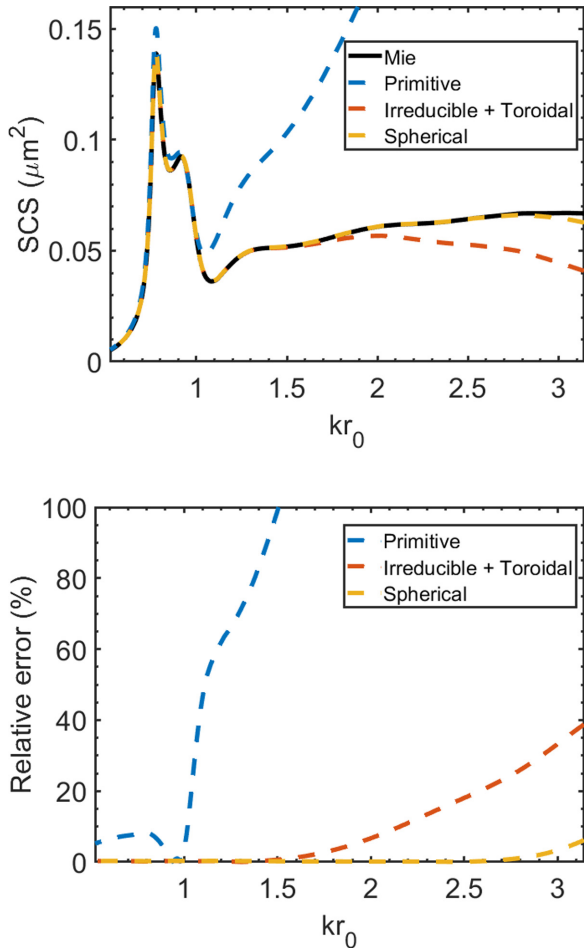 0.15
0.1
0.05
0
SCS (μm²)
1
1.5
2
2.5
3
kr₀
Mie
Primitive
Irreducible + Toroidal
Spherical
100
80
60
40
20
0
Relative error (%)
1
1.5
2
2.5
3
kr₀
Primitive
Irreducible + Toroidal
Spherical